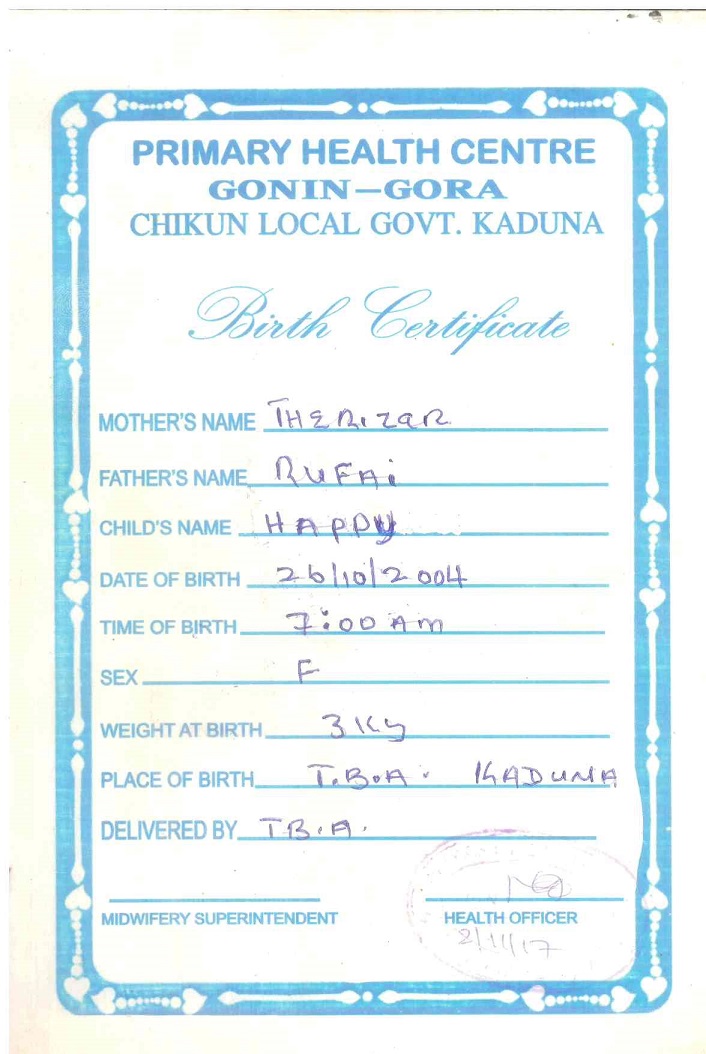 PRIMARY HEALTH CENTRE
GONIN-GORA
CHIKUN LOCAL GOVT. KADUNA
Birth Certificate
MOTHER'S NAME THERIZAR
FATHER'S NAME RUFAi
CHILD'S NAME HAPPY
DATE OF BIRTH 26/10/2004
TIME OF BIRTH 7:00 Am
SEX F
WEIGHT AT BIRTH 3 Kg
PLACE OF BIRTH T.B.A. KADUNA
DELIVERED BY T.B.A.
MIDWIFERY SUPERINTENDENT HEALTH OFFICER
2/11/17